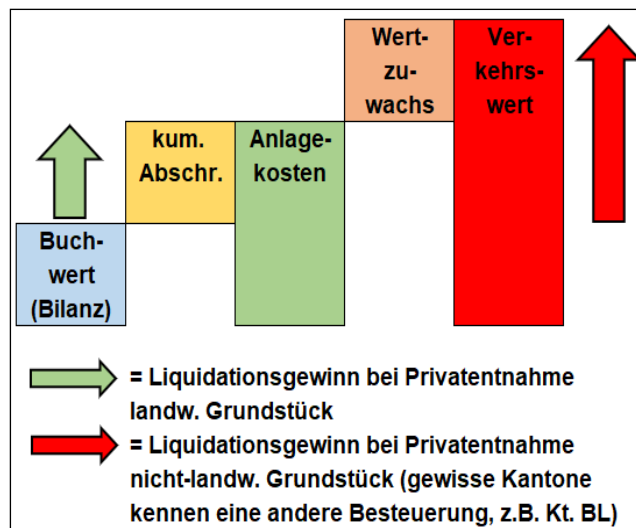 Buch-
wert
(Bilanz)
kum.
Abschr.
Anlage-
kosten
Wert-
zu-
wachs
Ver-
kehrs-
wert
= Liquidationsgewinn bei Privatentnahme
landw. Grundstück
= Liquidationsgewinn bei Privatentnahme
nicht-landw. Grundstück (gewisse Kantone
kennen eine andere Besteuerung, z.B. Kt. BL)